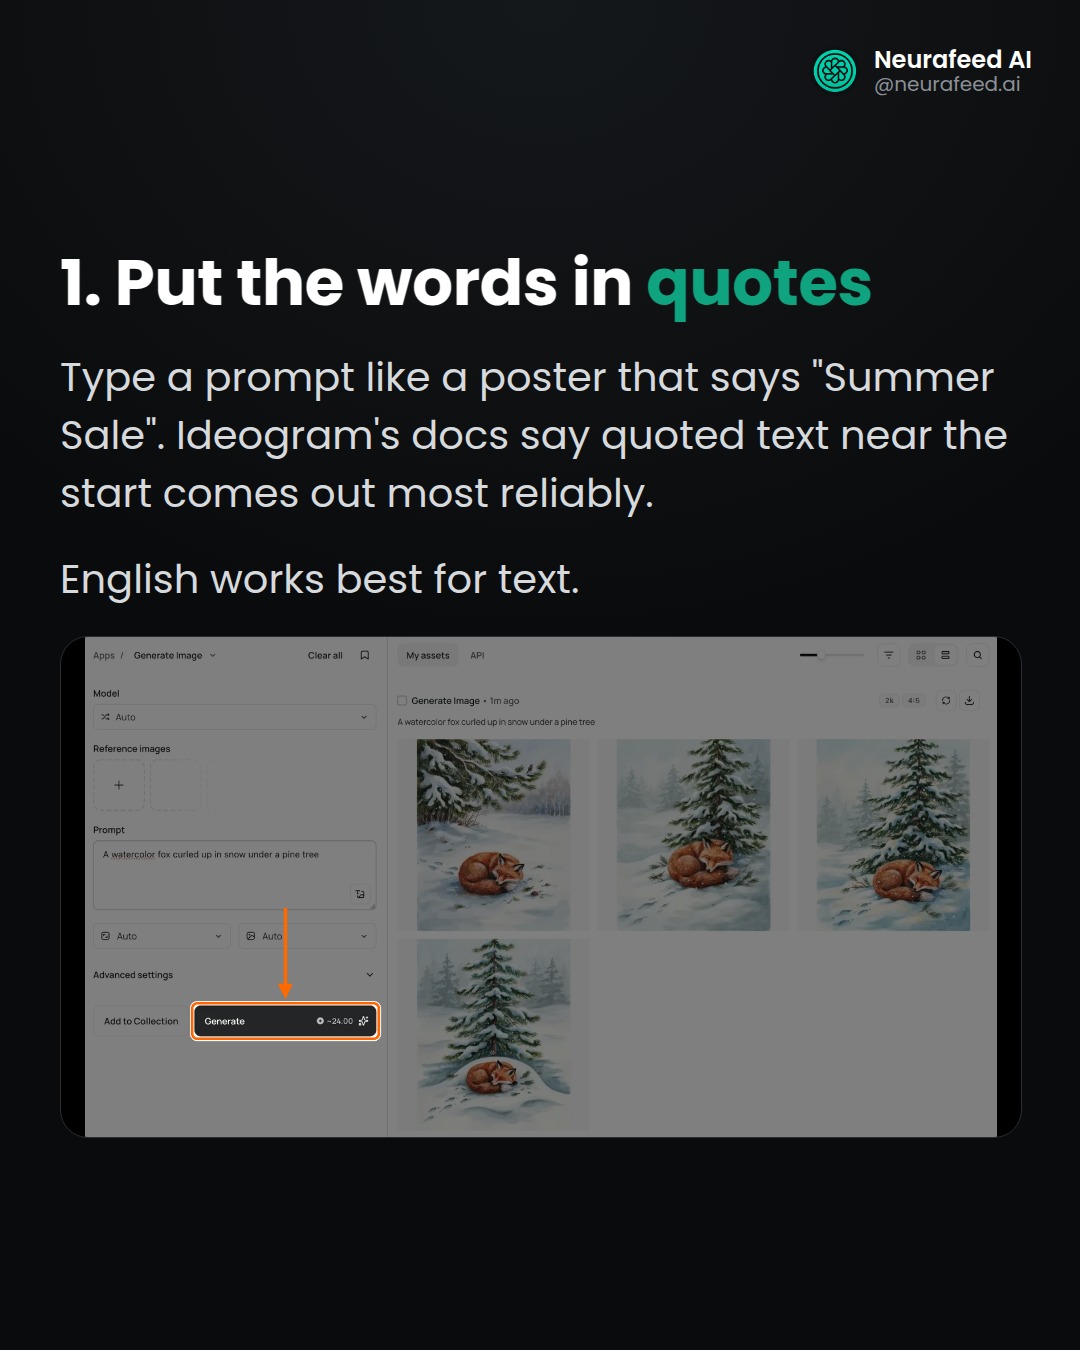 Neurafeed AI
@neurafeed.ai
1. Put the words in quotes
Type a prompt like a poster that says "Summer
Sale". Ideogram's docs say quoted text near the
start comes out most reliably.
English works best for text.
Apps / Generate Image
Clear all
My assets
API
Model
Auto
Reference images
Prompt
A watercolor fox curled up in snow under a pine tree
Auto
Auto
Advanced settings
Add to Collection
Generate
~24.00
Generate Image • 1m ago
2k
4:5
A watercolor fox curled up in snow under a pine tree